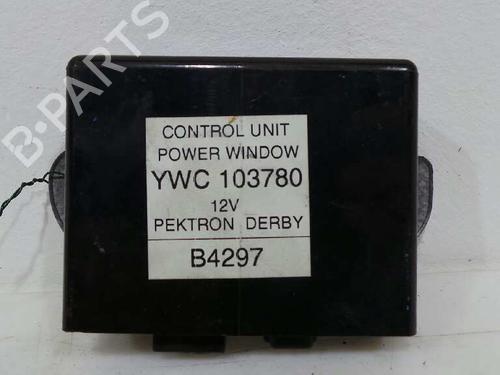 B-PARTS
CONTROL UNIT
POWER WINDOW
YWC 103780
12V
PEKTRON DERBY
B4297